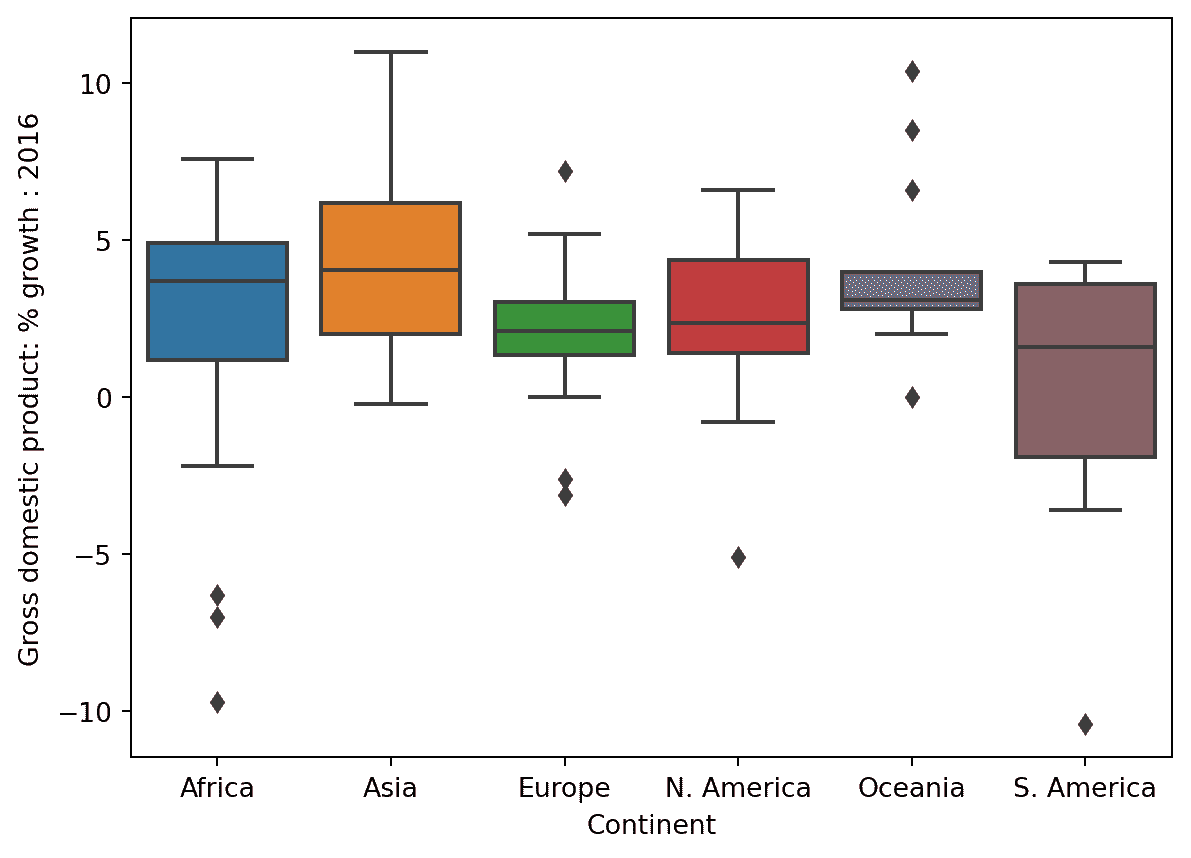 Gross domestic product: % growth : 2016
10
5
0
−5
−10
Africa
Asia
Europe
N. America
Oceania
S. America
Continent